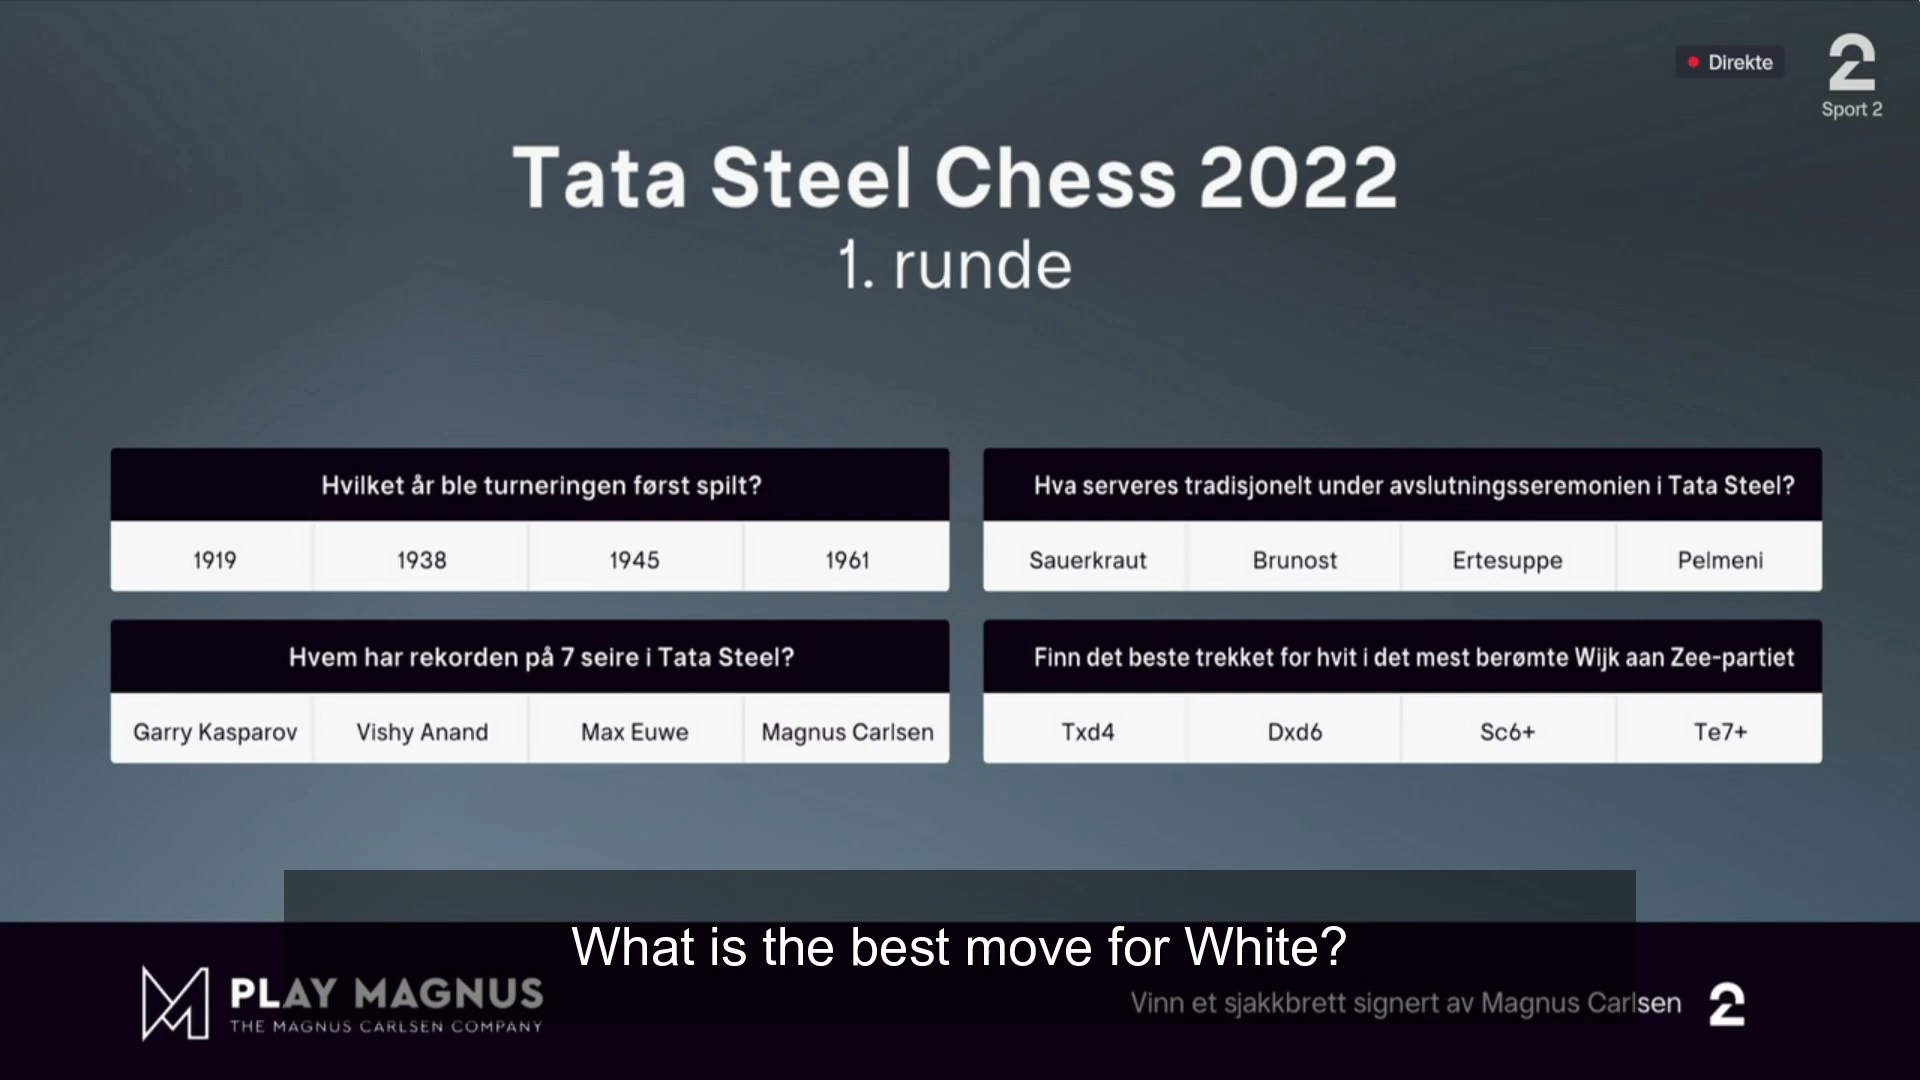 Direkte
2
Sport 2
Tata Steel Chess 2022
1. runde
Hvilket år ble turneringen først spilt?
1919 1938 1945 1961
Hva serveres tradisjonelt under avslutningsseremonien i Tata Steel?
Sauerkraut Brunost Ertesuppe Pelmeni
Hvem har rekorden på 7 seire i Tata Steel?
Garry Kasparov Vishy Anand Max Euwe Magnus Carlsen
Finn det beste trekket for hvit i det mest berømte Wijk aan Zee-partiet
Txd4 Dxd6 Sc6+ Te7+
What is the best move for White?
PLAY MAGNUS
THE MAGNUS CARLSEN COMPANY
Vinn et sjakkbrett signert av Magnus Carlsen 2